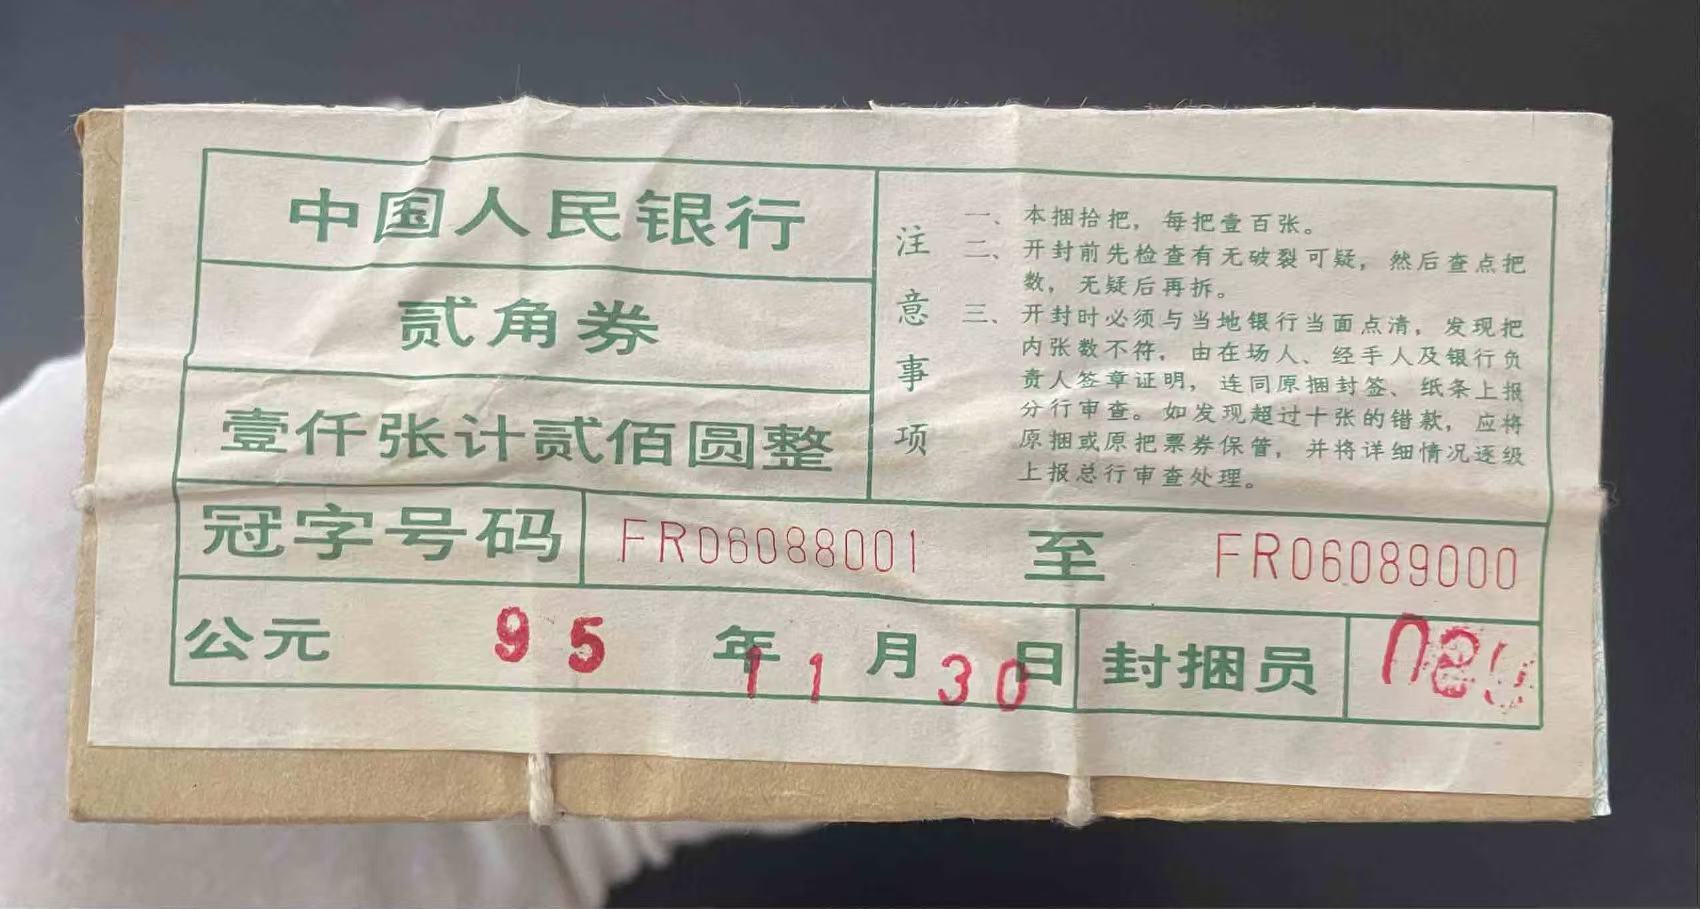 中国人民银行
贰角券
壹仟张计贰佰圆整
注意事项
一、本捆拾把，每把壹百张。
二、开封前先检查有无破裂可疑，然后查点把
数，无疑后再拆。
三、开封时必须与当地银行当面点清，发现把
内张数不符，由在场人、经手人及银行负
责人签章证明，连同原捆封签、纸条上报
分行审查。如发现超过十张的错款，应将
原捆或原把票券保管，并将详细情况逐级
上报总行审查处理。
冠字号码 FR06088001 至 FR06089000
公元 95 年 11 月 30 日 封捆员